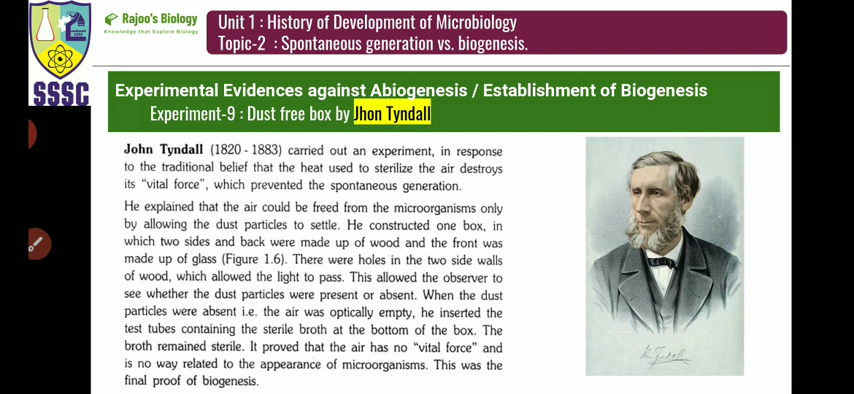 Rajoo's Biology
Knowledge that Explore Biology
SSSC
Unit 1 : History of Development of Microbiology
Topic-2 : Spontaneous generation vs. biogenesis.
Experimental Evidences against Abiogenesis / Establishment of Biogenesis
Experiment-9 : Dust free box by Jhon Tyndall
John Tyndall (1820 - 1883) carried out an experiment, in response
to the traditional belief that the heat used to sterilize the air destroys
its “vital force”, which prevented the spontaneous generation.
He explained that the air could be freed from the microorganisms only
by allowing the dust particles to settle. He constructed one box, in
which two sides and back were made up of wood and the front was
made up of glass (Figure 1.6). There were holes in the two side walls
of wood, which allowed the light to pass. This allowed the observer to
see whether the dust particles were present or absent. When the dust
particles were absent i.e. the air was optically empty, he inserted the
test tubes containing the sterile broth at the bottom of the box. The
broth remained sterile. It proved that the air has no “vital force” and
is no way related to the appearance of microorganisms. This was the
final proof of biogenesis.